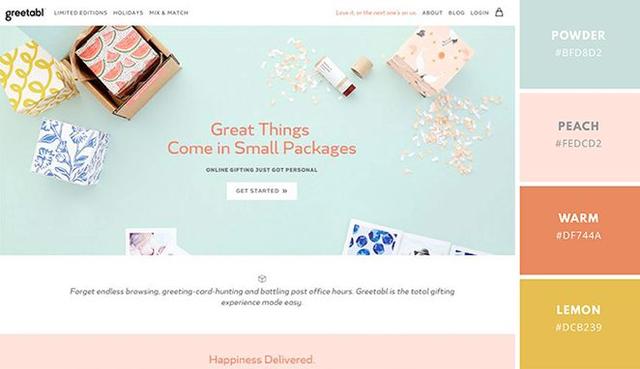 greetabl
LIMITED EDITIONS HOLIDAYS MIX & MATCH
Love it, or the next one's on us. ABOUT BLOG LOGIN
Great Things
Come in Small Packages
ONLINE GIFTING JUST GOT PERSONAL
GET STARTED »
Forget endless browsing, greeting-card-hunting and battling post office hours. Greetabl is the total gifting
experience made easy.
Happiness Delivered.
POWDER
#BFD8D2
PEACH
#FEDCD2
WARM
#DF744A
LEMON
#DCB239